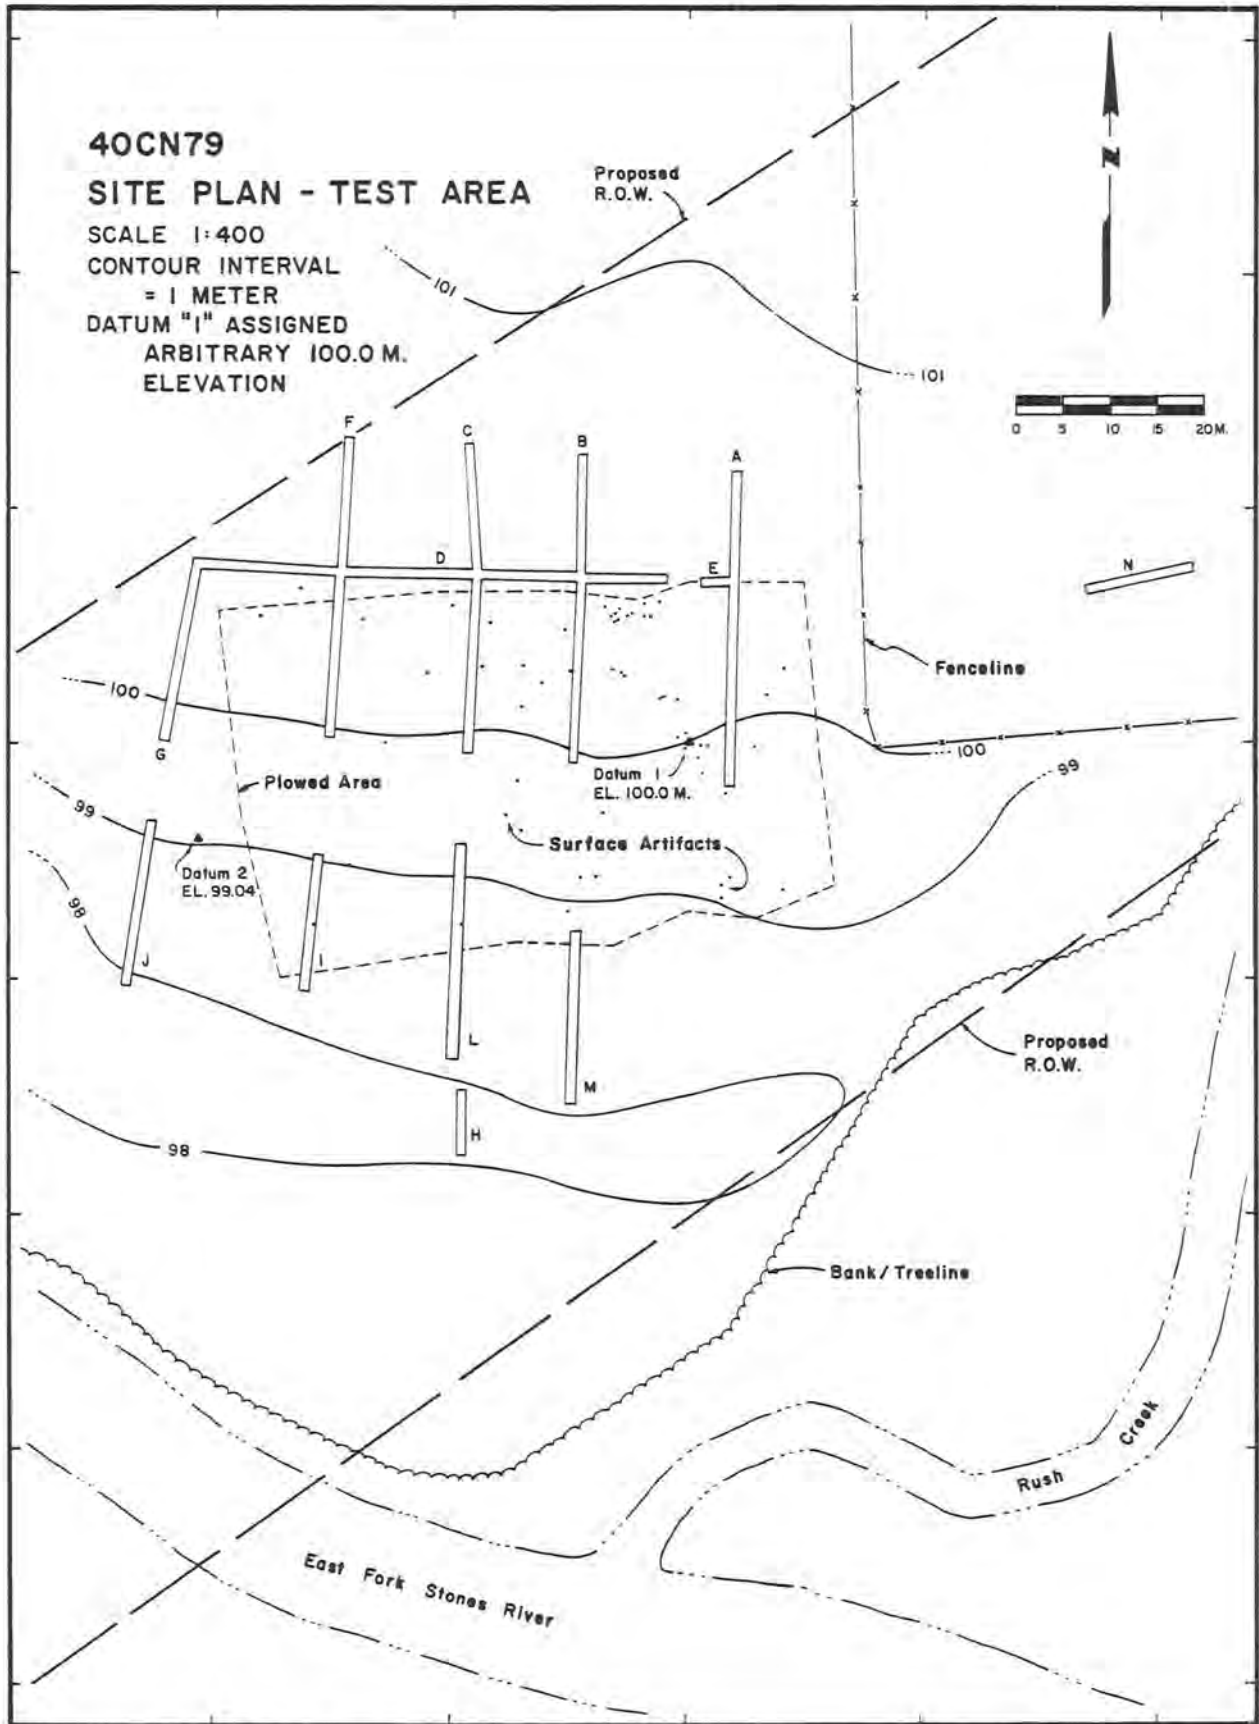 40CN79
SITE PLAN - TEST AREA
SCALE 1:400
CONTOUR INTERVAL
= 1 METER
DATUM "1" ASSIGNED
ARBITRARY 100.0 M.
ELEVATION
Proposed
R.O.W.
N
101
101
0 5 10 15 20M.
F
C
B
A
D
E
N
Fenceline
100
G
Datum 1
EL. 100.0 M.
100
99
Plowed Area
99
Surface Artifacts
Datum 2
EL. 99.04
98
J
I
L
Proposed
R.O.W.
M
H
98
Bank/Treeline
Rush Creek
East Fork Stones River